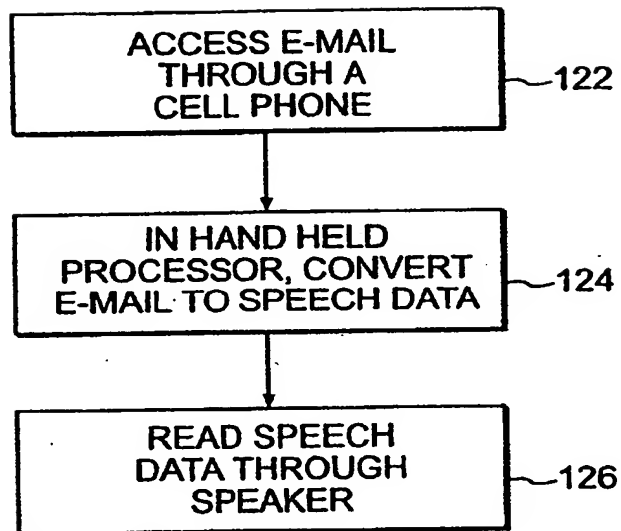 ACCESS E-MAIL
THROUGH A
CELL PHONE
122
IN HAND HELD
PROCESSOR, CONVERT
E-MAIL TO SPEECH DATA
124
READ SPEECH
DATA THROUGH
SPEAKER
126